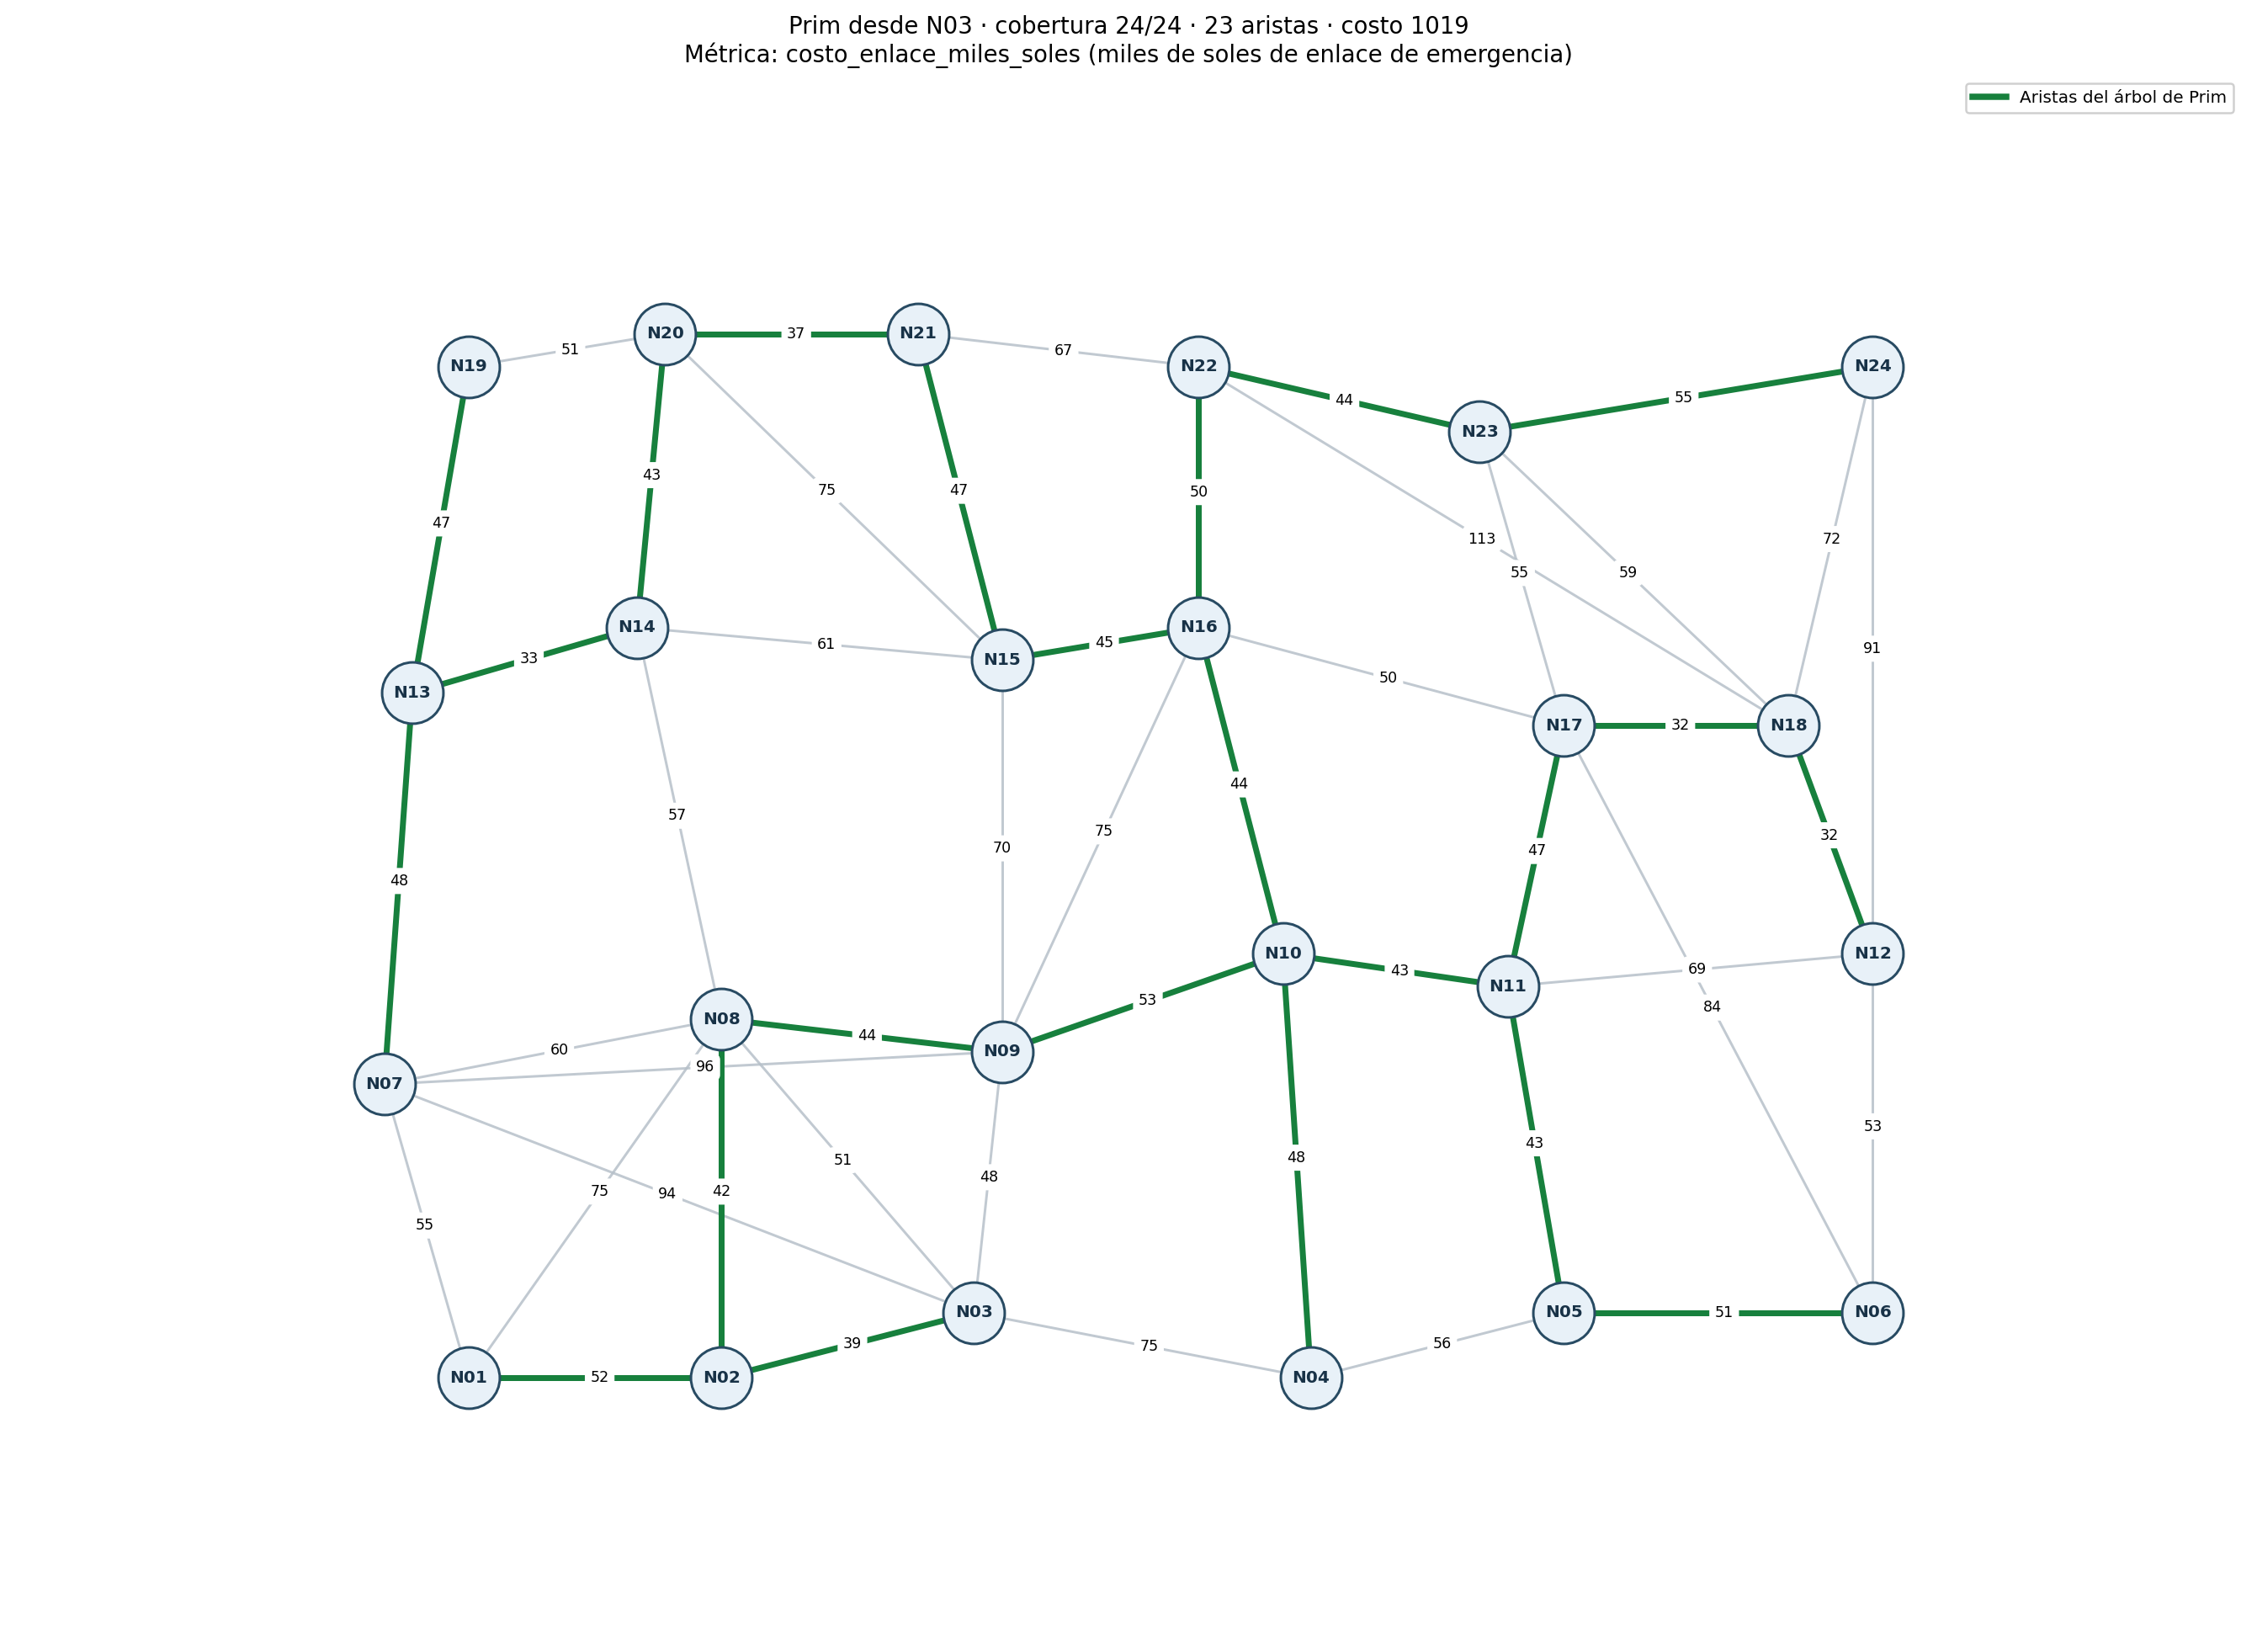 Prim desde N03 · cobertura 24/24 · 23 aristas · costo 1019
Métrica: costo_enlace_miles_soles (miles de soles de enlace de emergencia)
Aristas del árbol de Prim
N20
37
N21
N19
51
67
N22
N24
44
55
N23
43
75
47
50
47
113
72
55
59
N14
N16
61
45
91
33
N15
50
N13
N17
32
N18
44
57
75
32
70
47
48
N10
N12
43
69
N11
53
84
N08
44
60
N09
96
N07
53
43
51
48
48
75
94
42
55
N03
N05
51
N06
39
75
56
N01
52
N02
N04